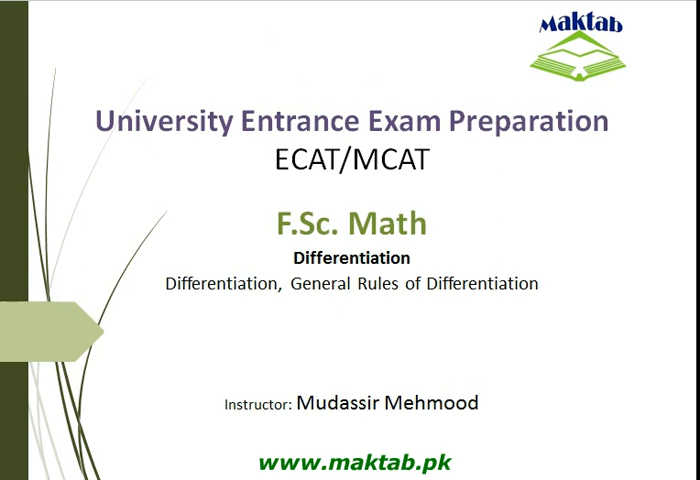 Maktab
University Entrance Exam Preparation
ECAT/MCAT
F.Sc. Math
Differentiation
Differentiation, General Rules of Differentiation
Instructor: Mudassir Mehmood
www.maktab.pk